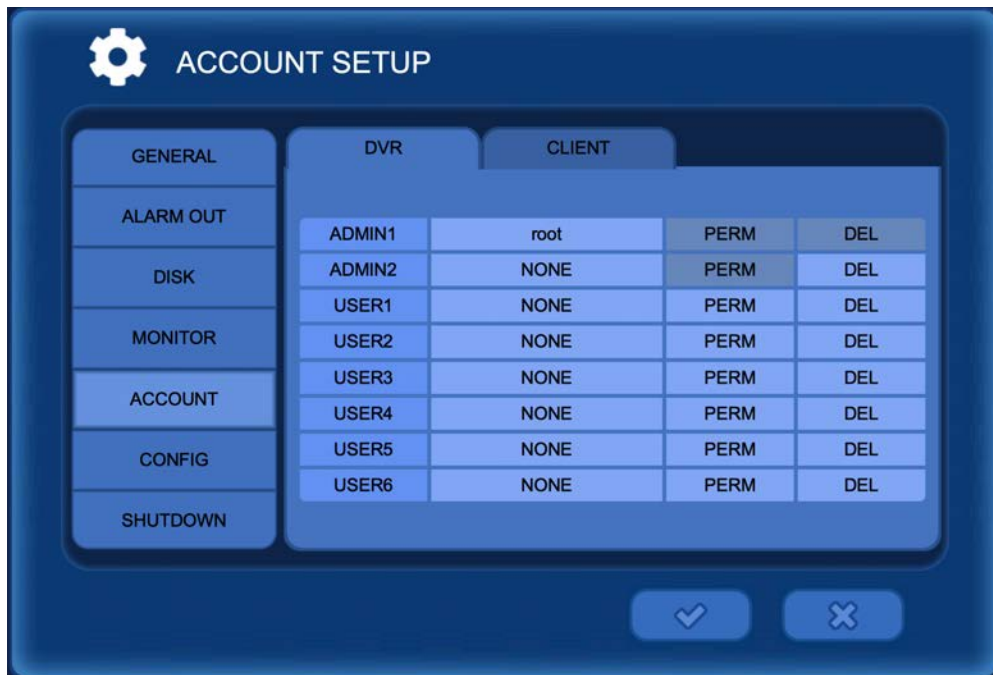 ACCOUNT SETUP
GENERAL
ALARM OUT
DISK
MONITOR
ACCOUNT
CONFIG
SHUTDOWN
DVR CLIENT
ADMIN1 root PERM DEL
ADMIN2 NONE PERM DEL
USER1 NONE PERM DEL
USER2 NONE PERM DEL
USER3 NONE PERM DEL
USER4 NONE PERM DEL
USER5 NONE PERM DEL
USER6 NONE PERM DEL